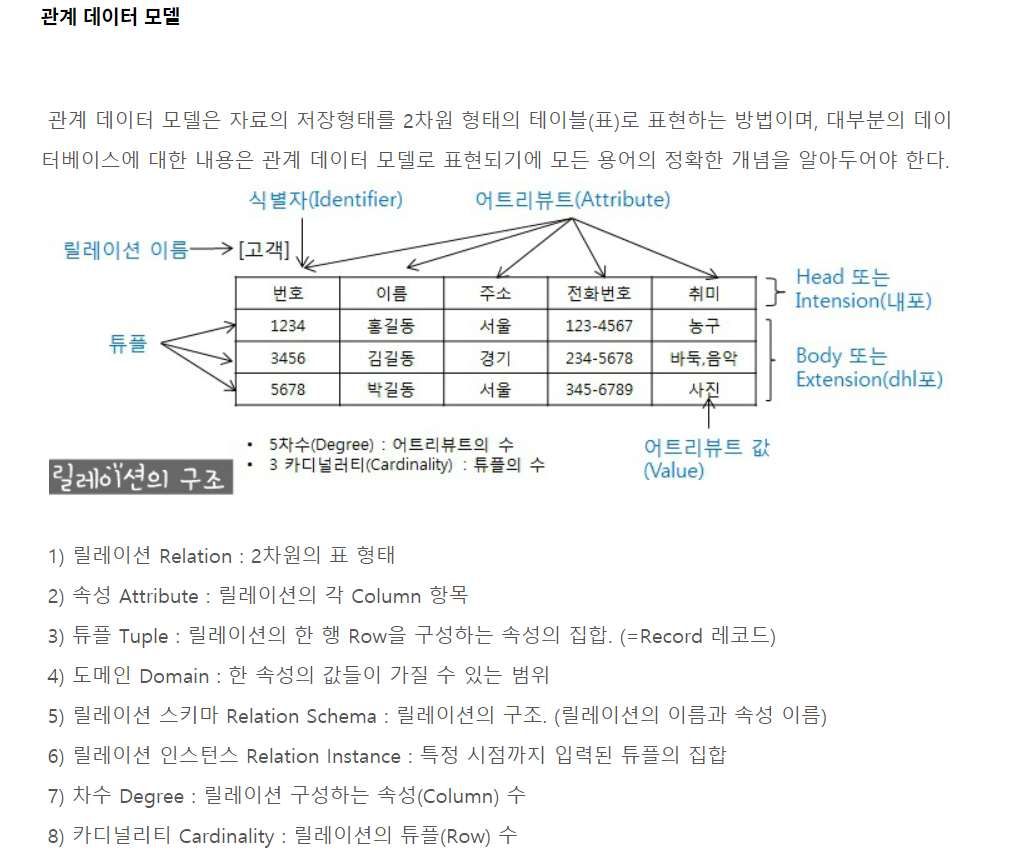 관계 데이터 모델
관계 데이터 모델은 자료의 저장형태를 2차원 형태의 테이블(표)로 표현하는 방법이며, 대부분의 데이
터베이스에 대한 내용은 관계 데이터 모델로 표현되기에 모든 용어의 정확한 개념을 알아두어야 한다.
식별자(Identifier) 어트리뷰트(Attribute)
릴레이션 이름 [고객]
번호 이름 주소 전화번호 취미
Head 또는
Intension(내포)
1234 홍길동 서울 123-4567 농구
튜플
3456 김길동 경기 234-5678 바둑,음악
5678 박길동 서울 345-6789 사진
Body 또는
Extension(dhl포)
• 5차수(Degree) : 어트리뷰트의 수
• 3 카디널러티(Cardinality) : 튜플의 수
어트리뷰트 값
(Value)
릴레이션의 구조
1) 릴레이션 Relation : 2차원의 표 형태
2) 속성 Attribute : 릴레이션의 각 Column 항목
3) 튜플 Tuple : 릴레이션의 한 행 Row을 구성하는 속성의 집합. (=Record 레코드)
4) 도메인 Domain : 한 속성의 값들이 가질 수 있는 범위
5) 릴레이션 스키마 Relation Schema : 릴레이션의 구조. (릴레이션의 이름과 속성 이름)
6) 릴레이션 인스턴스 Relation Instance : 특정 시점까지 입력된 튜플의 집합
7) 차수 Degree : 릴레이션 구성하는 속성(Column) 수
8) 카디널리티 Cardinality : 릴레이션의 튜플(Row) 수